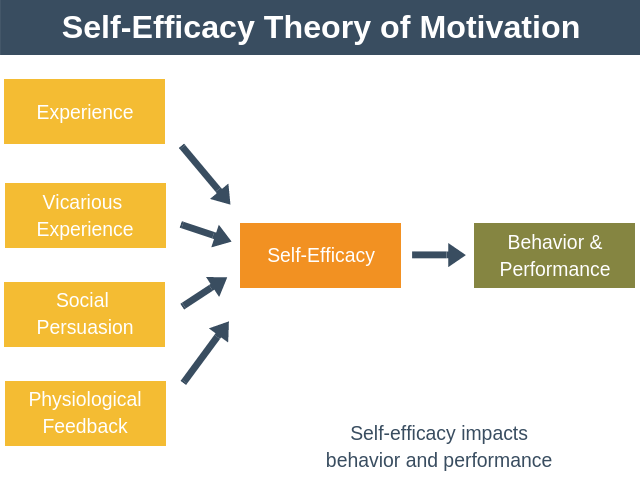 Self-Efficacy Theory of Motivation
Experience
Vicarious
Experience
Social
Persuasion
Physiological
Feedback
Self-Efficacy
Behavior &
Performance
Self-efficacy impacts
behavior and performance